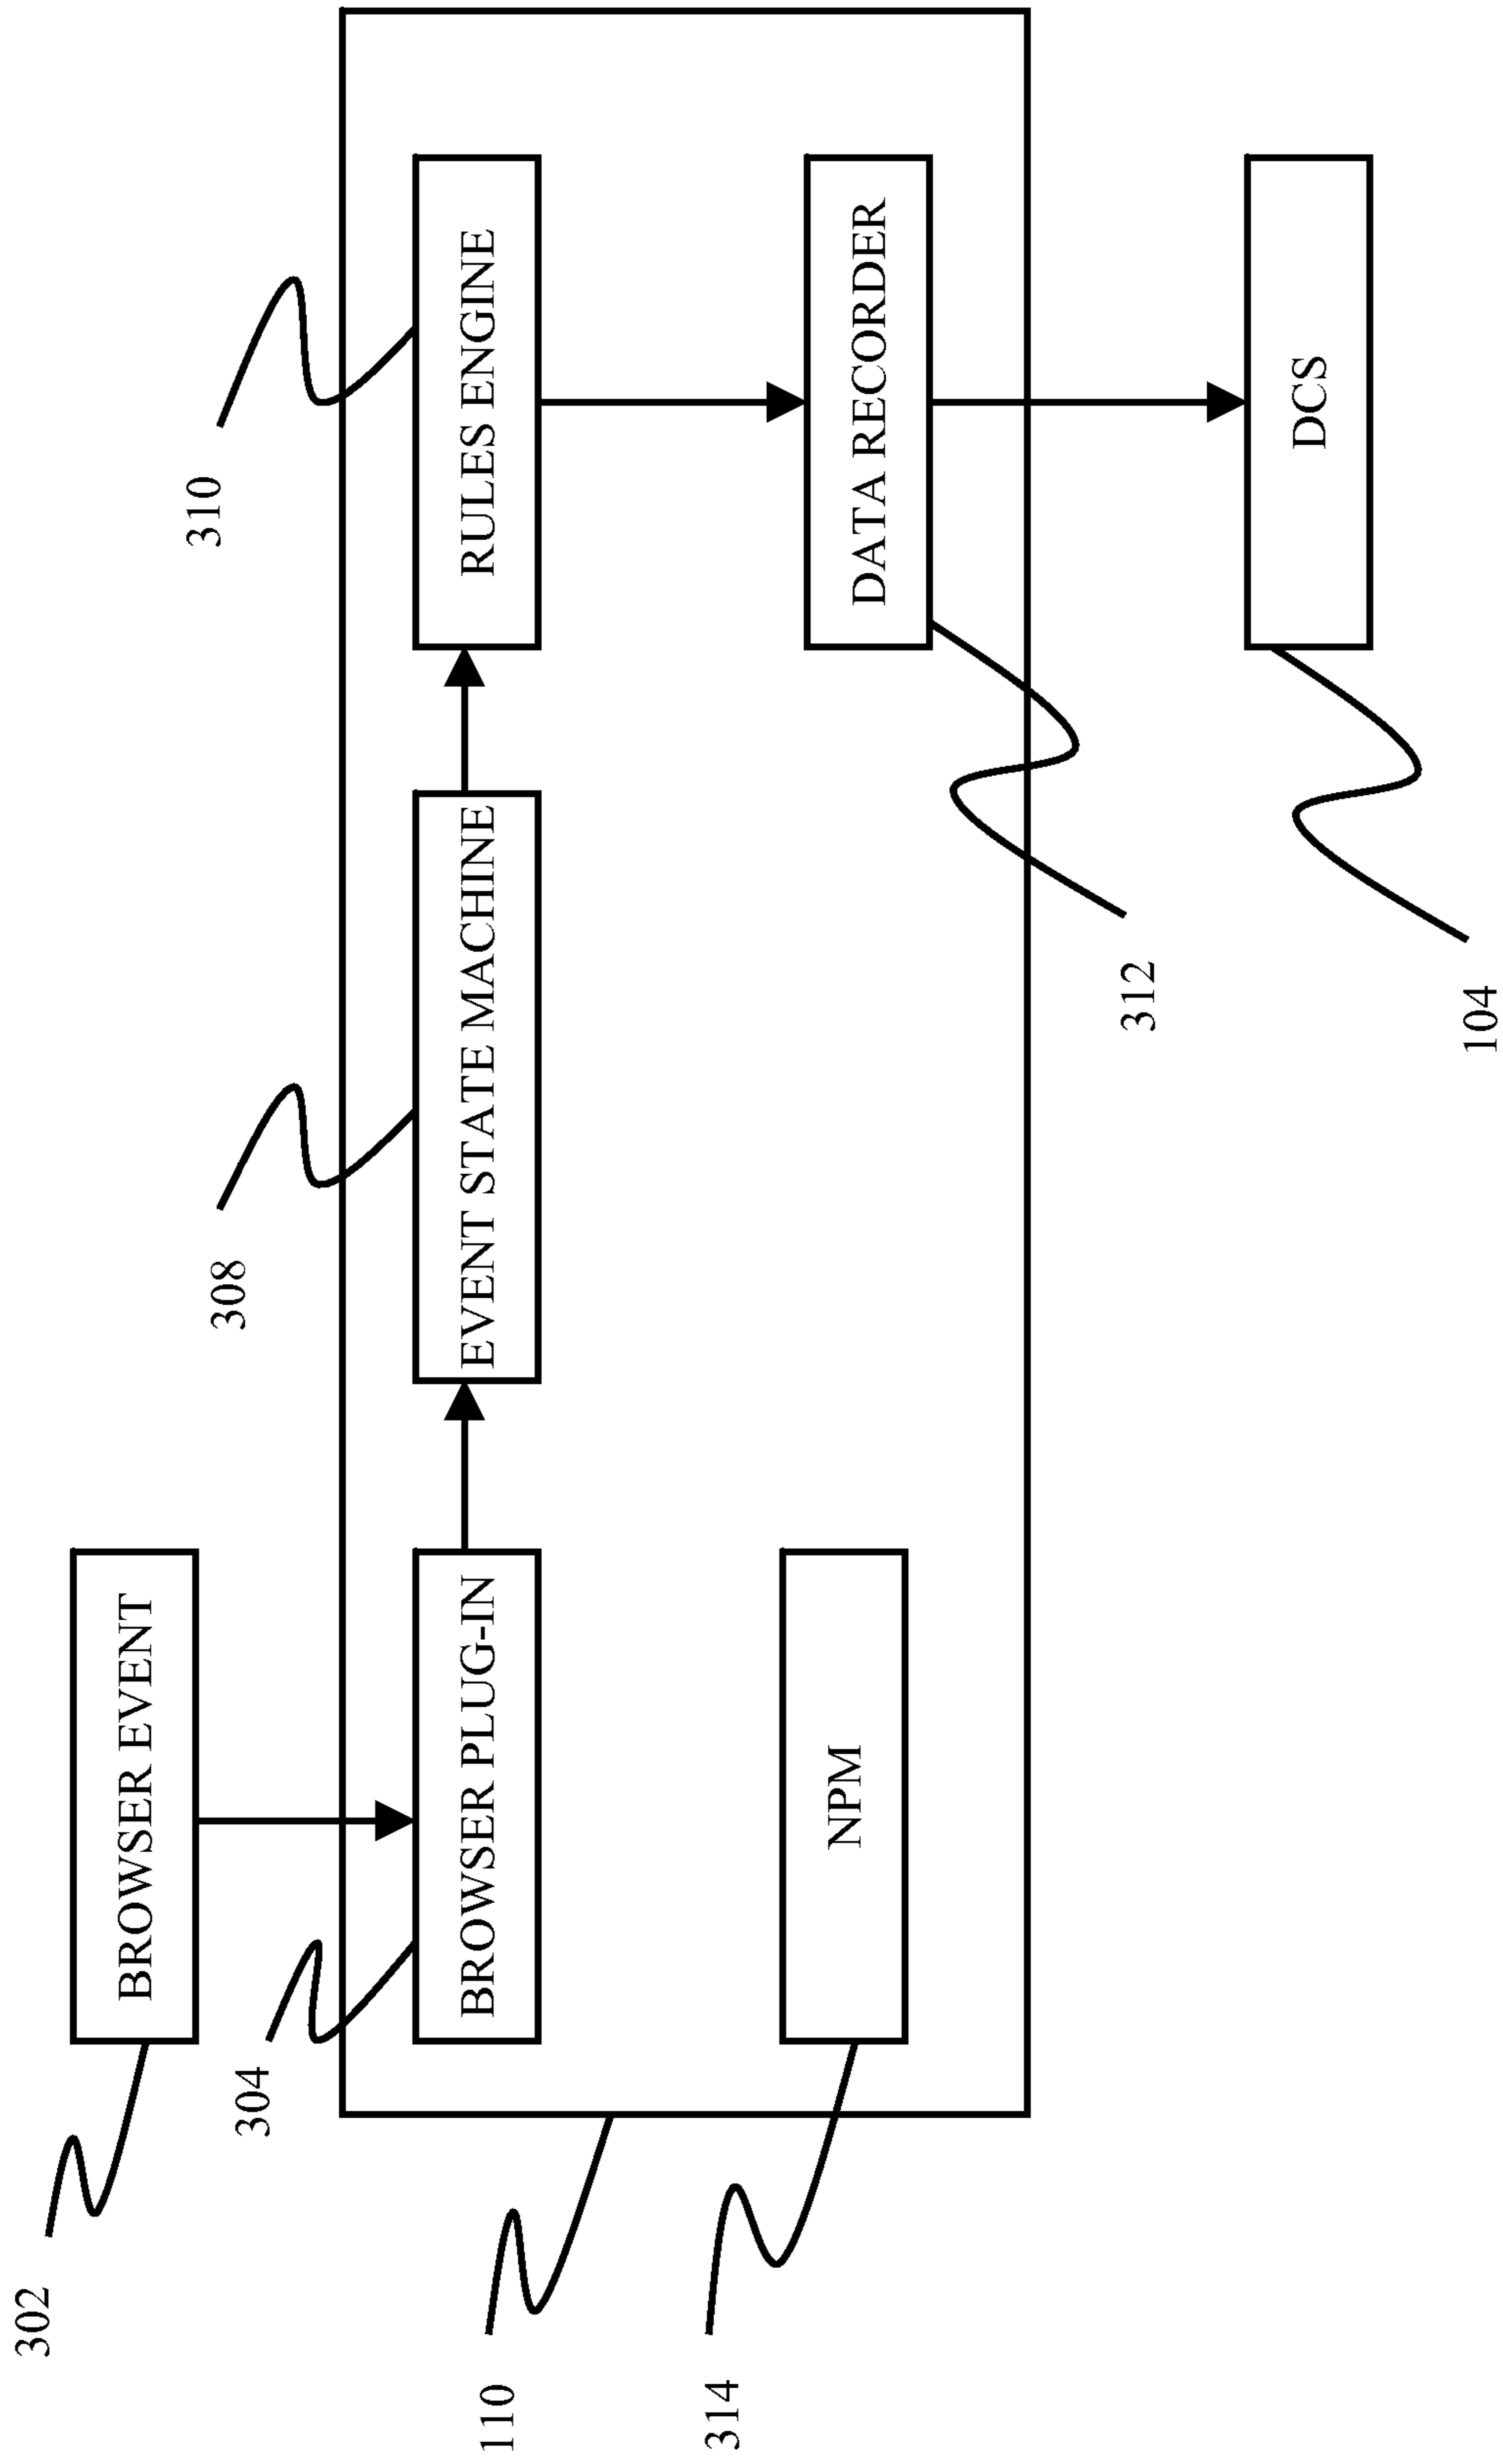 302
BROWSER EVENT
304
308
310
BROWSER PLUG-IN
EVENT STATE MACHINE
RULES ENGINE
110
314
NPM
DATA RECORDER
312
DCS
104